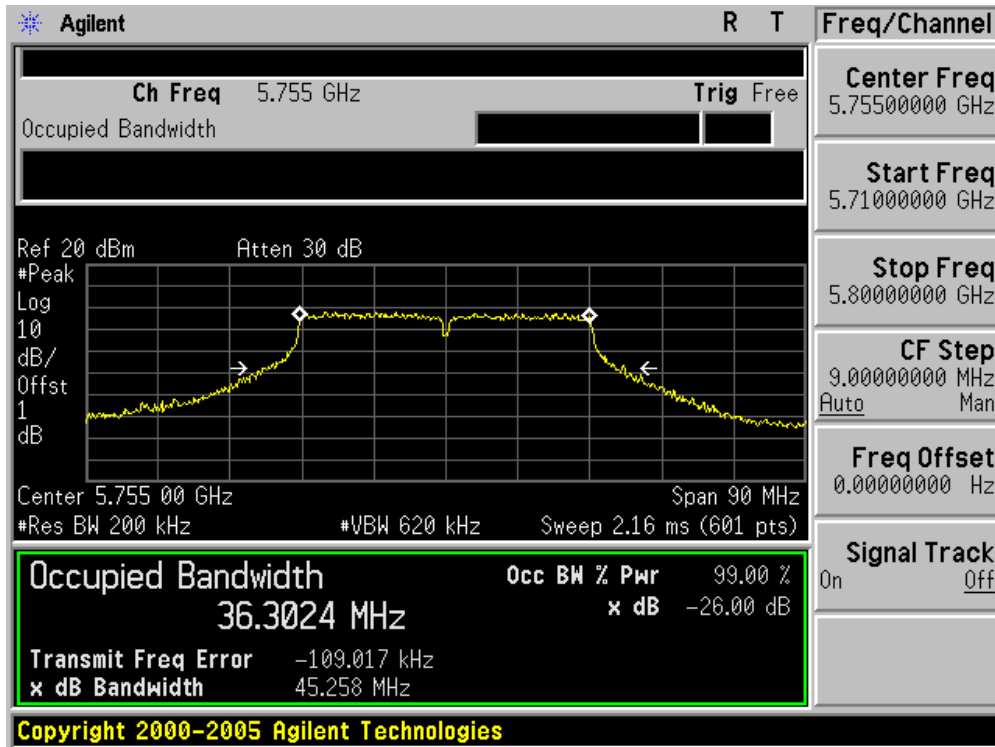 Agilent R T
Ch Freq 5.755 GHz Trig Free
Occupied Bandwidth
Ref 20 dBm Atten 30 dB
#Peak
Log
10
dB/
Offst
1
dB
Center 5.755 00 GHz Span 90 MHz
#Res BW 200 kHz #VBW 620 kHz Sweep 2.16 ms (601 pts)
Occupied Bandwidth Occ BW % Pwr 99.00 %
36.3024 MHz x dB -26.00 dB
Transmit Freq Error -109.017 kHz
x dB Bandwidth 45.258 MHz
Copyright 2000-2005 Agilent Technologies
Freq/Channel
Center Freq
5.75500000 GHz
Start Freq
5.71000000 GHz
Stop Freq
5.80000000 GHz
CF Step
9.00000000 MHz
Auto Man
Freq Offset
0.00000000 Hz
Signal Track
On Off